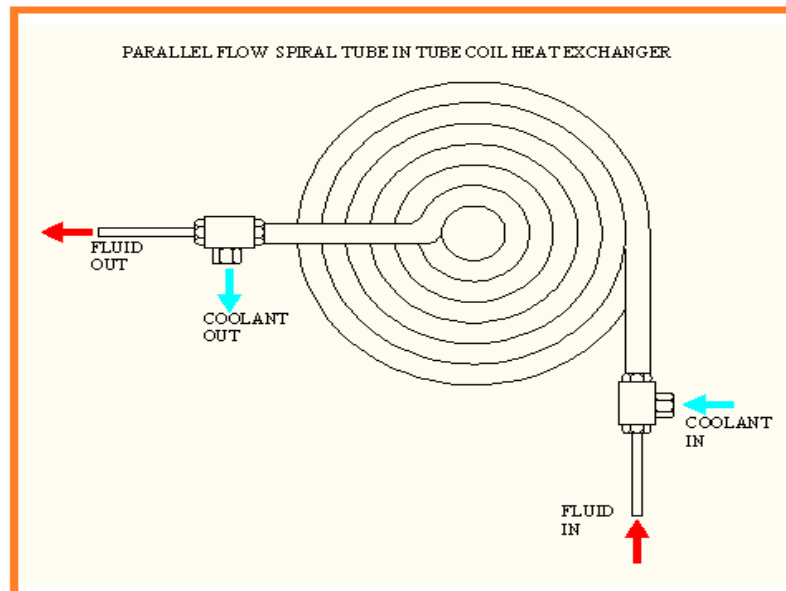 PARALLEL FLOW SPIRAL TUBE IN TUBE COIL HEAT EXCHANGER
FLUID
OUT
COOLANT
OUT
COOLANT
IN
FLUID
IN